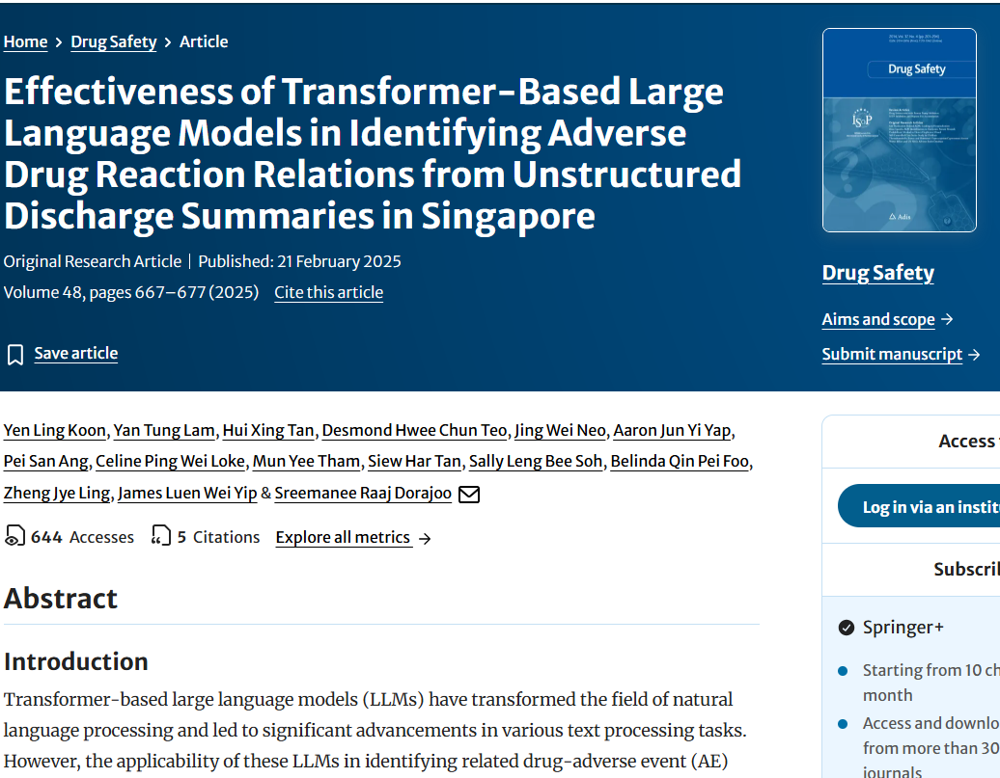 Home > Drug Safety > Article
Effectiveness of Transformer-Based Large
Language Models in Identifying Adverse
Drug Reaction Relations from Unstructured
Discharge Summaries in Singapore
Original Research Article | Published: 21 February 2025
Volume 48, pages 667–677 (2025) Cite this article
Save article
Drug Safety
Adis
Drug Safety
Aims and scope →
Submit manuscript →
Yen Ling Koon, Yan Tung Lam, Hui Xing Tan, Desmond Hwee Chun Teo, Jing Wei Neo, Aaron Jun Yi Yap,
Pei San Ang, Celine Ping Wei Loke, Mun Yee Tham, Siew Har Tan, Sally Leng Bee Soh, Belinda Qin Pei Foo,
Zheng Jye Ling, James Luen Wei Yip & Sreemanee Raaj Dorajoo
644 Accesses 5 Citations Explore all metrics →
Abstract
Introduction
Transformer-based large language models (LLMs) have transformed the field of natural
language processing and led to significant advancements in various text processing tasks.
However, the applicability of these LLMs in identifying related drug-adverse event (AE)
Access
Log in via an instit
Subscri
Springer+
Starting from 10 ch
month
Access and downlo
from more than 30
journals